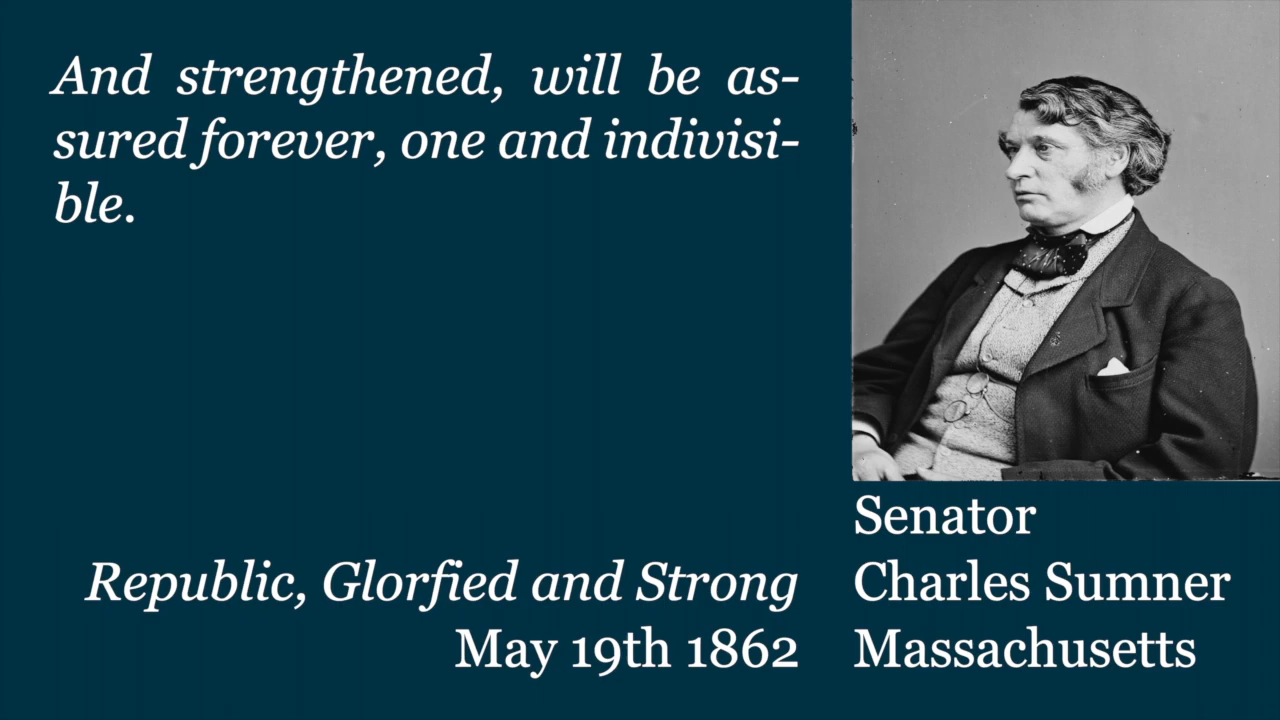 And strengthened, will be as-
sured forever, one and indivisi-
ble.
Republic, Glorfied and Strong
May 19th 1862
Senator
Charles Sumner
Massachusetts